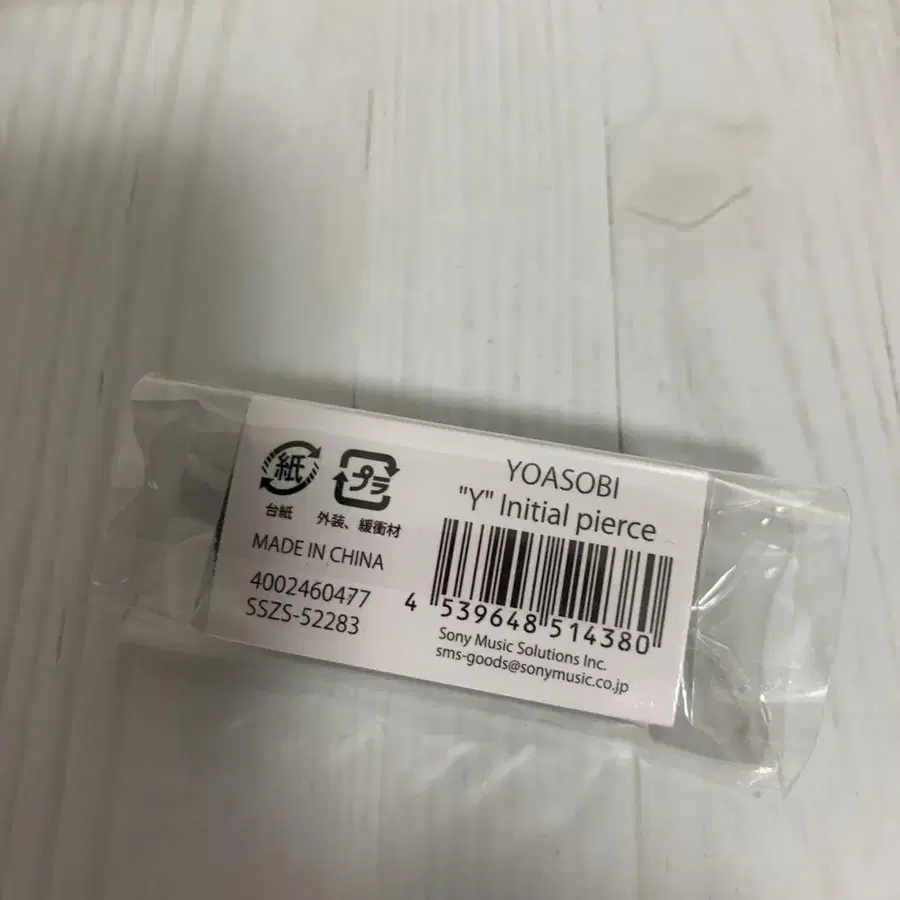 紙
プラ
台紙
外装、緩衝材
MADE IN CHINA
4002460477
SSZS-52283
YOASOBI
"Y" Initial pierce
4 539648 514380
Sony Music Solutions Inc.
sms-goods@sonymusic.co.jp